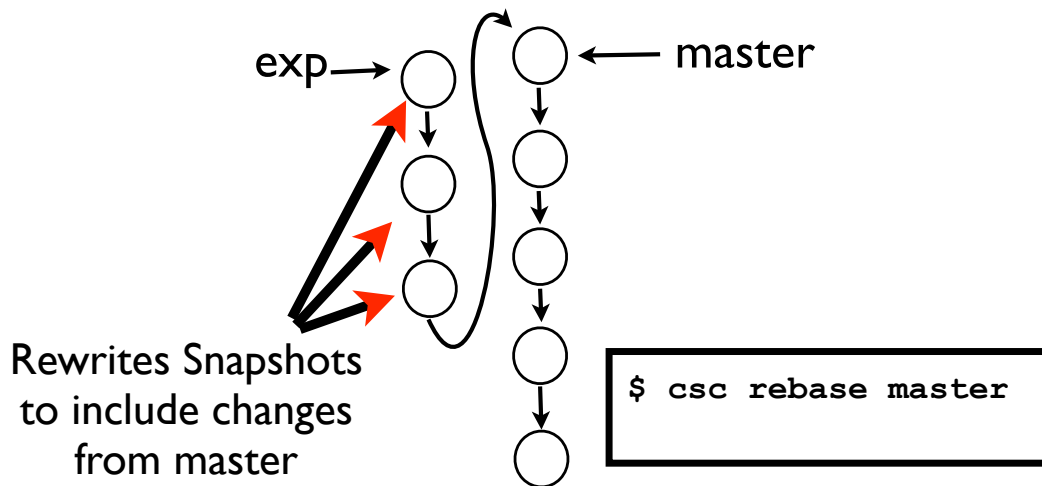 exp
master
Rewrites Snapshots
to include changes
from master
$ csc rebase master